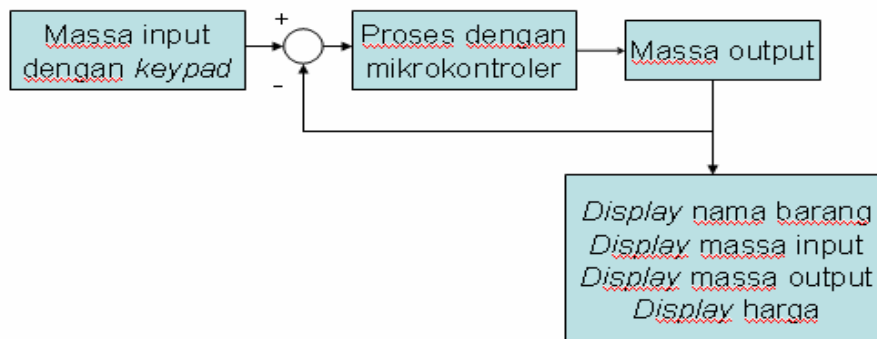 Massa input
dengan keypad
+
-
Proses dengan
mikrokontroler
Massa output
Display nama barang
Display massa input
Display massa output
Display harga